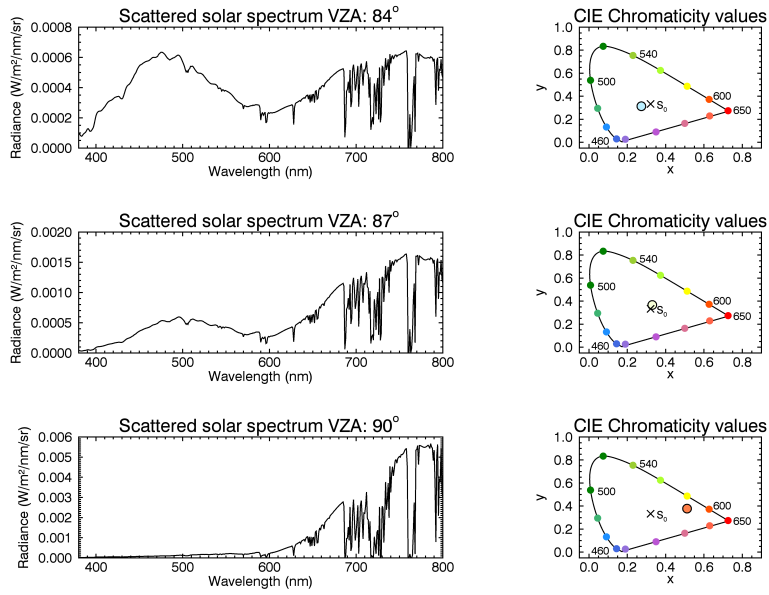 Scattered solar spectrum VZA: 84°
CIE Chromaticity values
Radiance (W/m²/nm/sr)
0.0008
0.0006
0.0004
0.0002
0.0000
400 500 600 700 800
Wavelength (nm)
y
1.0
0.8
0.6
0.4
0.2
0.0
540
500
600
650
460
S₀
0.0 0.2 0.4 0.6 0.8
x
Scattered solar spectrum VZA: 87°
CIE Chromaticity values
Radiance (W/m²/nm/sr)
0.0020
0.0015
0.0010
0.0005
0.0000
400 500 600 700 800
Wavelength (nm)
y
1.0
0.8
0.6
0.4
0.2
0.0
540
500
600
650
460
S₀
0.0 0.2 0.4 0.6 0.8
x
Scattered solar spectrum VZA: 90°
CIE Chromaticity values
Radiance (W/m²/nm/sr)
0.006
0.005
0.004
0.003
0.002
0.001
0.000
400 500 600 700 800
Wavelength (nm)
y
1.0
0.8
0.6
0.4
0.2
0.0
540
500
600
650
460
S₀
0.0 0.2 0.4 0.6 0.8
x